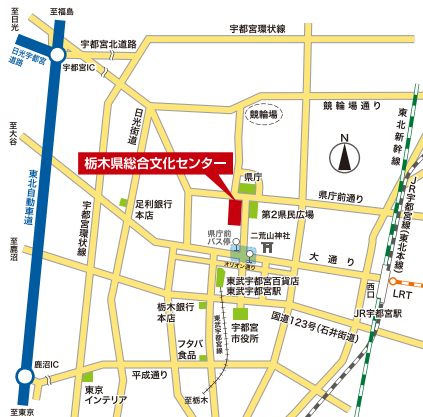 至日光
至福島
宇都宮環状線
宇都宮北道路
日光宇都宮
道路
宇都宮IC
日光街道
競輪場
競輪場通り
東北新幹線
至大谷
N
栃木県総合文化センター
県庁
県庁前通り
JR宇都宮線(東北本線)
東北自動車道
宇都宮環状線
足利銀行
本店
第2県民広場
県庁前
バス停
二荒山神社
至鹿沼
大通り
オリオン通り
西口
LRT
東武宇都宮百貨店
東武宇都宮駅
栃木銀行
本店
東武宇都宮線
宇都宮
市役所
国道123号(石井街道)
JR宇都宮駅
フタバ
食品
鹿沼IC
平成通り
東京
インテリア
至栃木
至東京